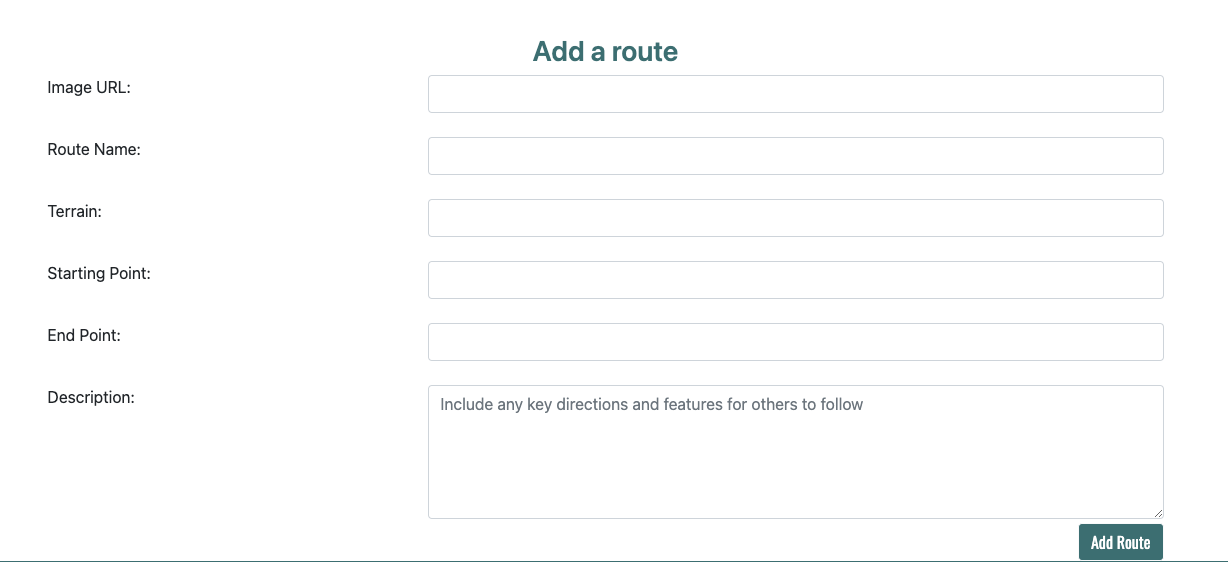 Add a route
Image URL:
Route Name:
Terrain:
Starting Point:
End Point:
Description:
Include any key directions and features for others to follow
Add Route